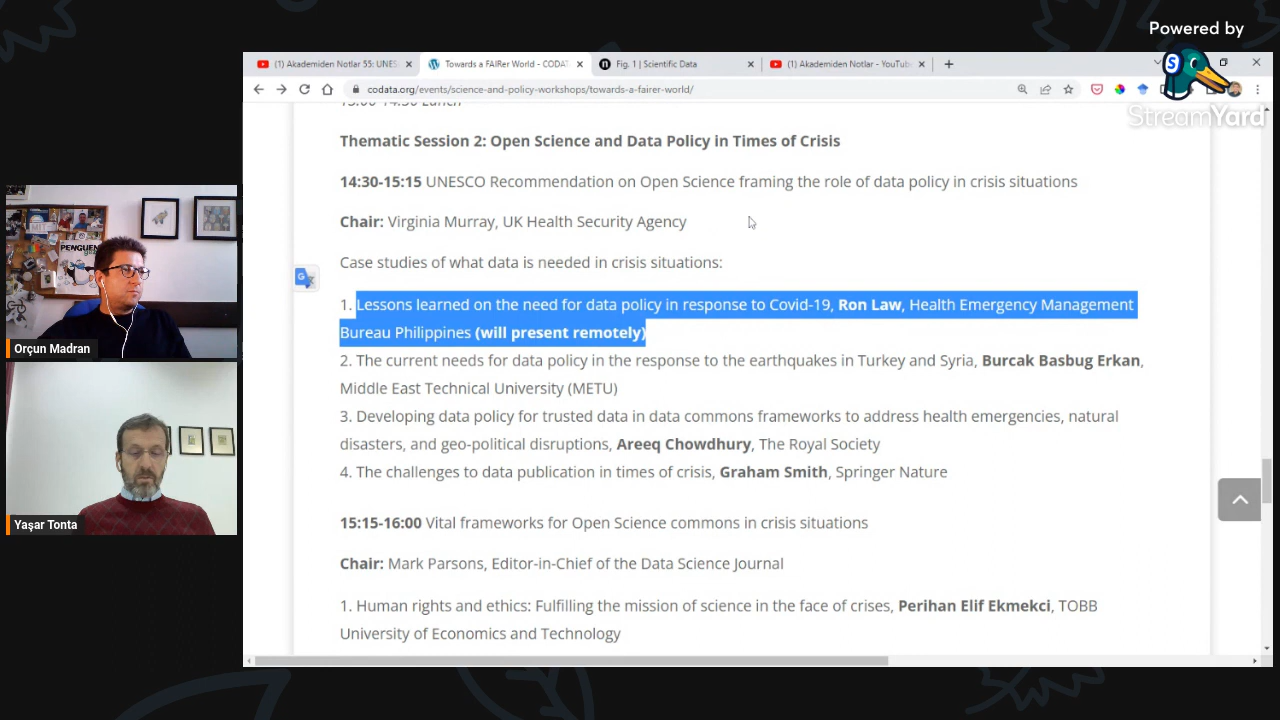 Powered by
StreamYard
(1) Akademiden Notlar 55: UNES
Towards a FAIRer World - CODAT
Fig. 1 | Scientific Data
(1) Akademiden Notlar - YouTub
codata.org/events/science-and-policy-workshops/towards-a-fairer-world/
Thematic Session 2: Open Science and Data Policy in Times of Crisis
14:30-15:15 UNESCO Recommendation on Open Science framing the role of data policy in crisis situations
Chair: Virginia Murray, UK Health Security Agency
Case studies of what data is needed in crisis situations:
1. Lessons learned on the need for data policy in response to Covid-19, Ron Law, Health Emergency Management
Bureau Philippines (will present remotely)
2. The current needs for data policy in the response to the earthquakes in Turkey and Syria, Burcak Basbug Erkan,
Middle East Technical University (METU)
3. Developing data policy for trusted data in data commons frameworks to address health emergencies, natural
disasters, and geo-political disruptions, Areeq Chowdhury, The Royal Society
4. The challenges to data publication in times of crisis, Graham Smith, Springer Nature
15:15-16:00 Vital frameworks for Open Science commons in crisis situations
Chair: Mark Parsons, Editor-in-Chief of the Data Science Journal
1. Human rights and ethics: Fulfilling the mission of science in the face of crises, Perihan Elif Ekmekci, TOBB
University of Economics and Technology
PENGUEN
MIT
Orçun Madran
Yaşar Tonta